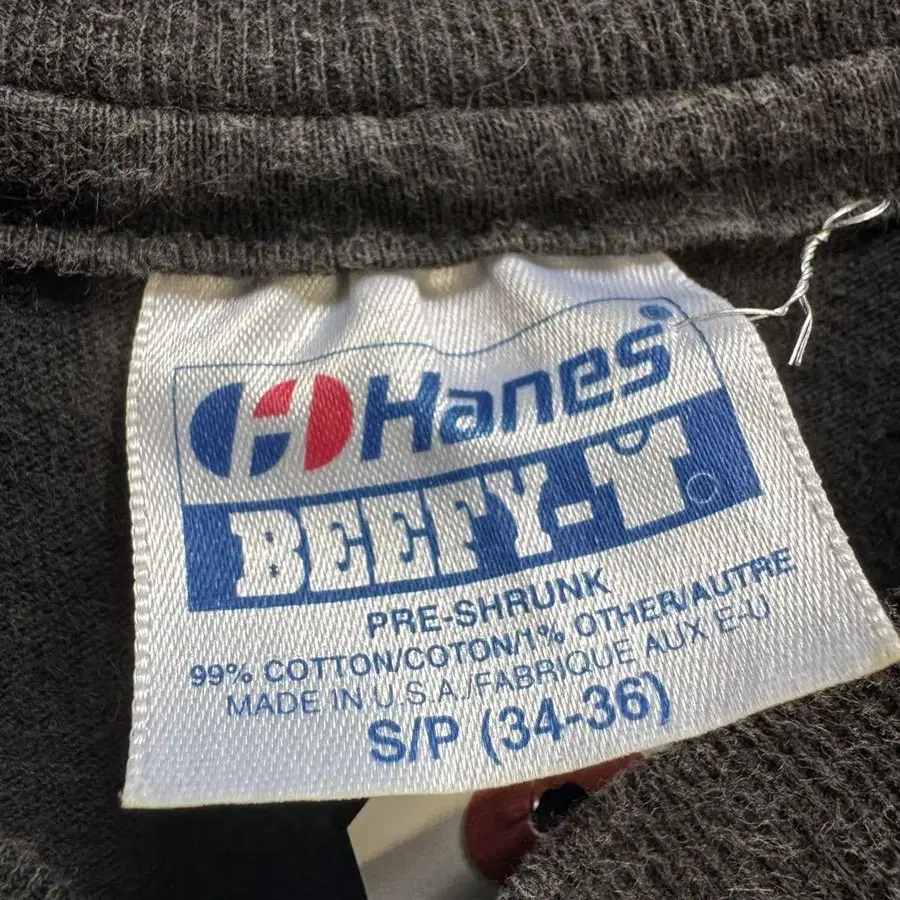 Hanes®
BEEFY-T®
PRE-SHRUNK
99% COTTON/COTON/1% OTHER/AUTRE
MADE IN U.S.A./FABRIQUE AUX E-U
S/P (34-36)